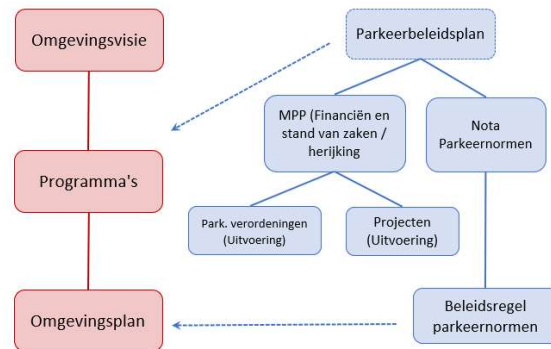 Omgevingsvisie
Parkeerbeleidsplan
MPP (Financiën en
stand van zaken /
herijking
Nota
Parkeernormen
Programma's
Park. verordeningen
(Uitvoering)
Projecten
(Uitvoering)
Omgevingsplan
Beleidsregel
parkeernormen